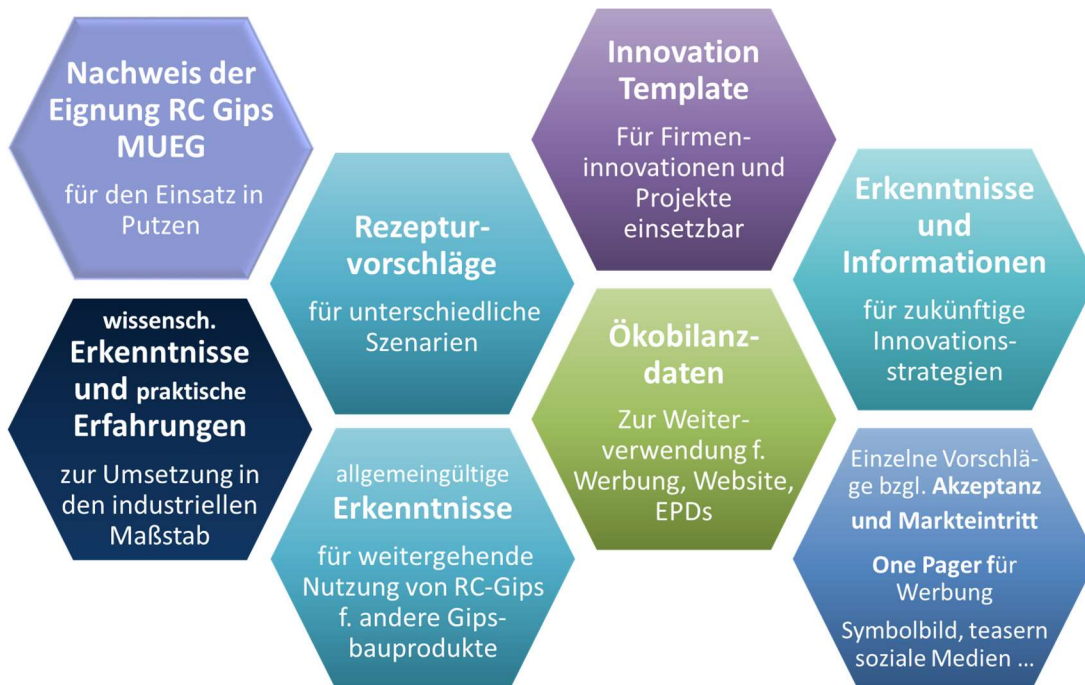 Nachweis der
Eignung RC Gips
MUEG
für den Einsatz in
Putzen
wissensch.
Erkenntnisse
und praktische
Erfahrungen
zur Umsetzung in
den industriellen
Maßstab
Rezeptur-
vorschläge
für unterschiedliche
Szenarien
allgemeingültige
Erkenntnisse
für weitergehende
Nutzung von RC-Gips
f. andere Gips-
bauprodukte
Innovation
Template
Für Firmen-
innovationen und
Projekte
einsetzbar
Ökobilanz-
daten
Zur Weiter-
verwendung f.
Werbung, Website,
EPDs
Erkenntnisse
und
Informationen
für zukünftige
Innovations-
strategien
Einzelne Vorschlä-
ge bzgl. Akzeptanz
und Markteintritt
One Pager für
Werbung
Symbolbild, teasern
soziale Medien ...